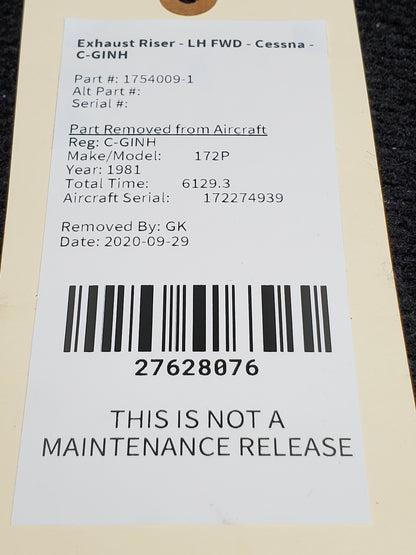 Exhaust Riser - LH FWD - Cessna -
C-GINH
Part #: 1754009-1
Alt Part#:
Serial #:
Part Removed from Aircraft
Reg: C-GINH
Make/Model: 172P
Year: 1981
Total Time: 6129.3
Aircraft Serial: 172274939
Removed By: GK
Date: 2020-09-29
27628076
THIS IS NOT A
MAINTENANCE RELEASE